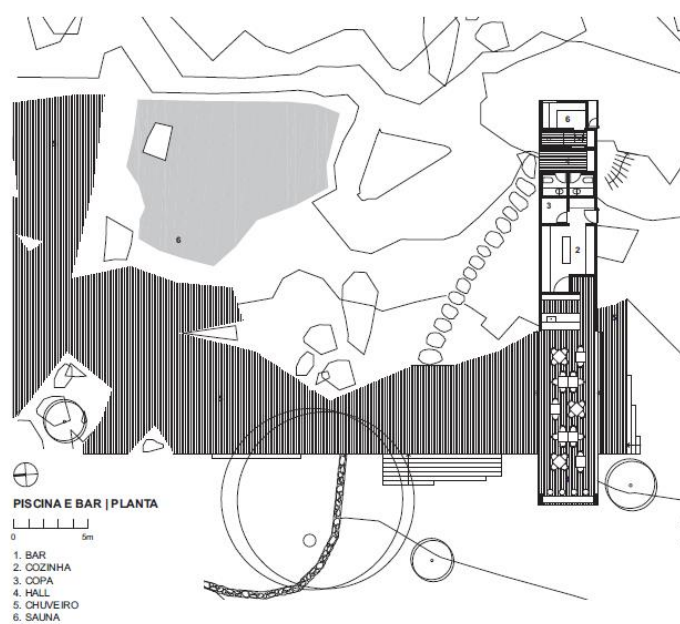 6
3
2
6
PISCINA E BAR | PLANTA
0 5m
1. BAR
2. COZINHA
3. COPA
4. HALL
5. CHUVEIRO
6. SAUNA